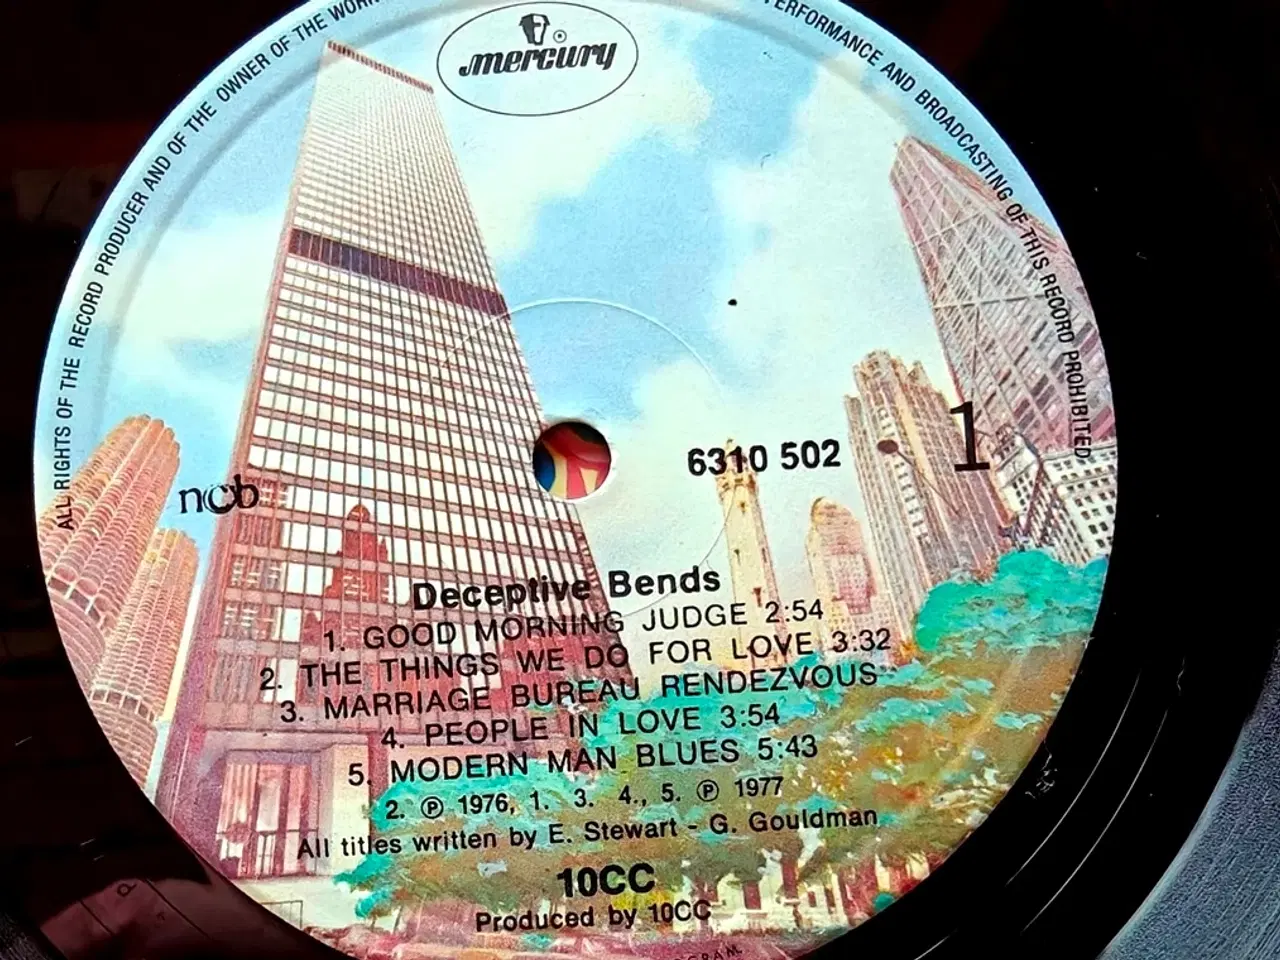 mercury
ALL RIGHTS OF THE RECORD PRODUCER AND OF THE OWNER OF THE WORK
PERFORMANCE AND BROADCASTING OF THIS RECORD PROHIBITED
6310 502
1
ncb
Deceptive Bends
1. GOOD MORNING JUDGE 2:54
2. THE THINGS WE DO FOR LOVE 3:32
3. MARRIAGE BUREAU RENDEZVOUS
4. PEOPLE IN LOVE 3:54
5. MODERN MAN BLUES 5:43
2. ℗ 1976, 1. 3. 4., 5. ℗ 1977
All titles written by E. Stewart - G. Gouldman
10CC
Produced by 10CC